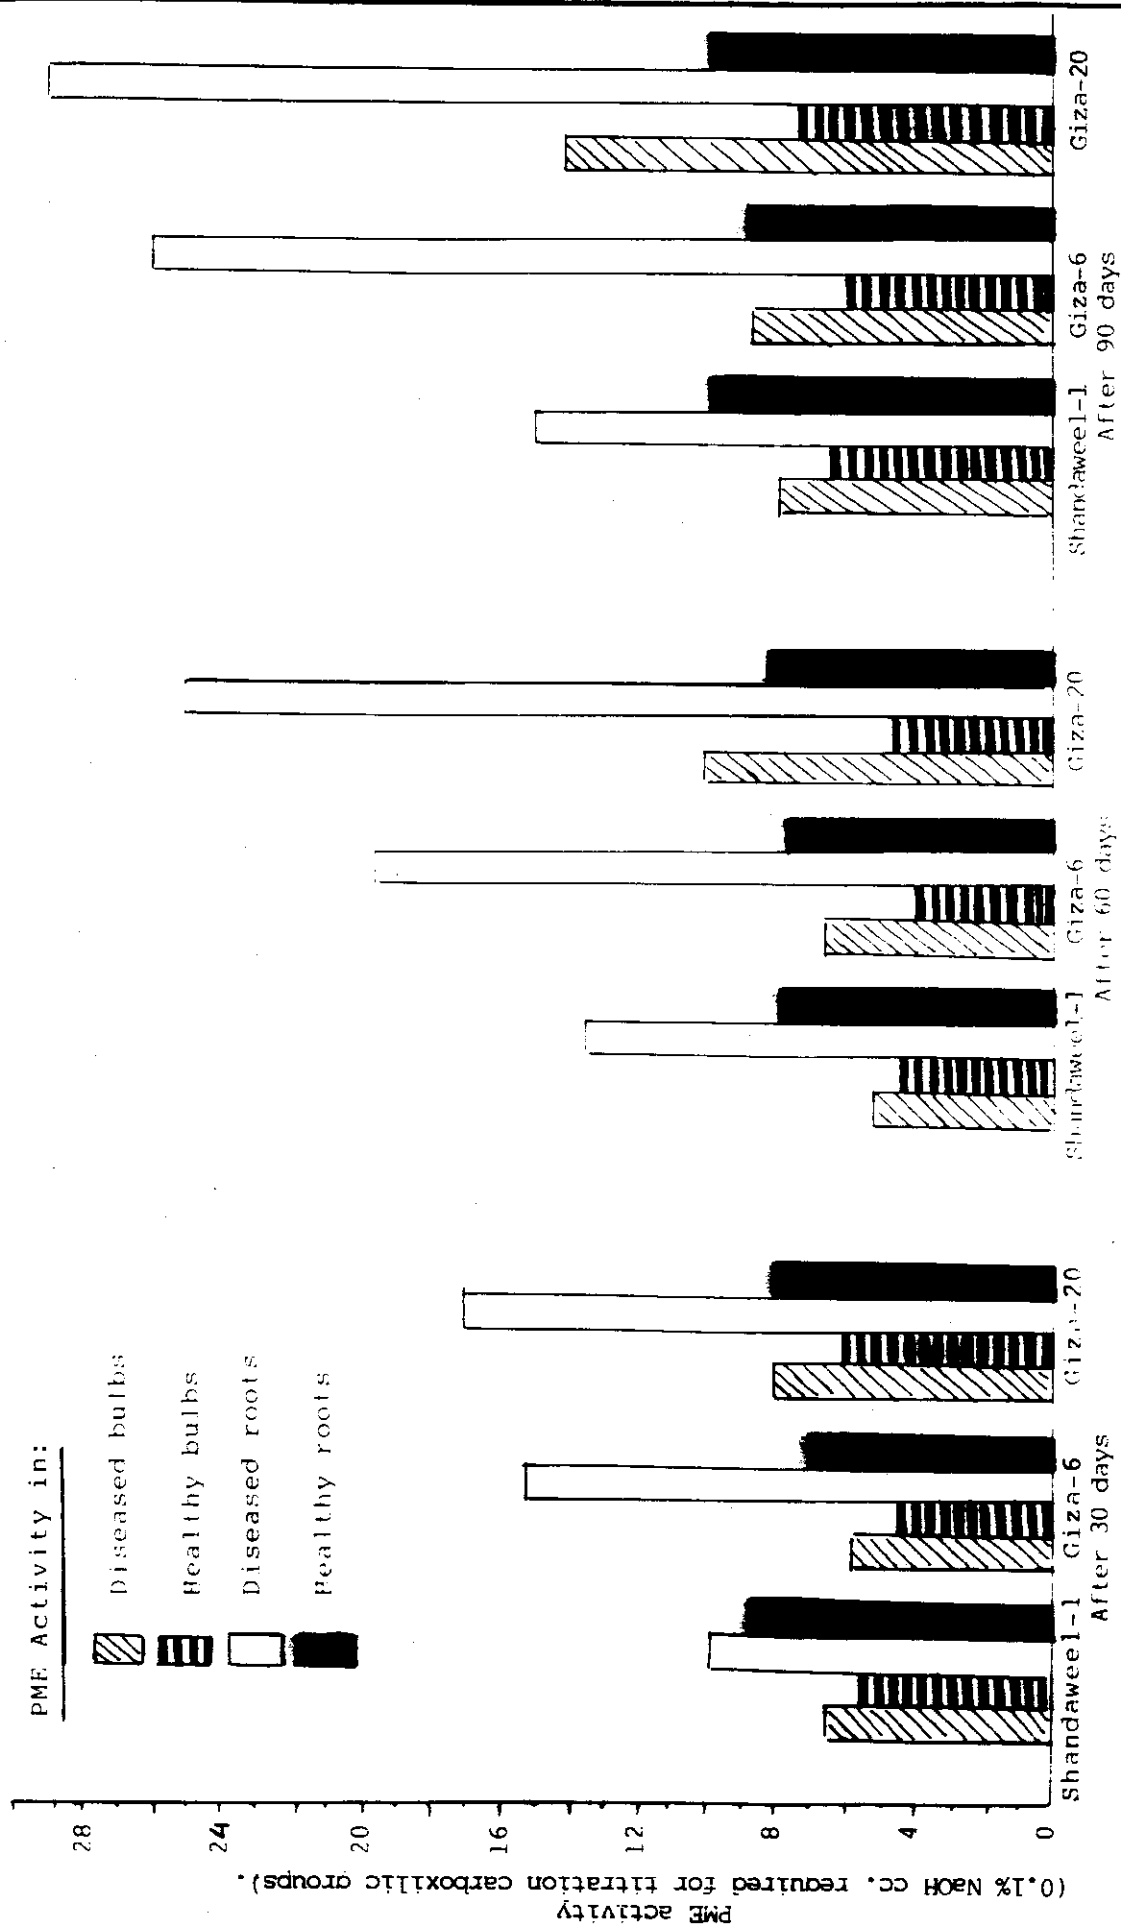 PME Activity in:
Diseased bulbs
Healthy bulbs
Diseased roots
Healthy roots
PME activity
(0.1% NaOH cc. required for titration carboxilic groups).
28
24
20
16
12
8
4
0
Shandaweel-1 Giza-6 Giza-20
After 30 days
Shandaweel-1 Giza-6 Giza-20
After 60 days
Shandaweel-1 Giza-6 Giza-20
After 90 days